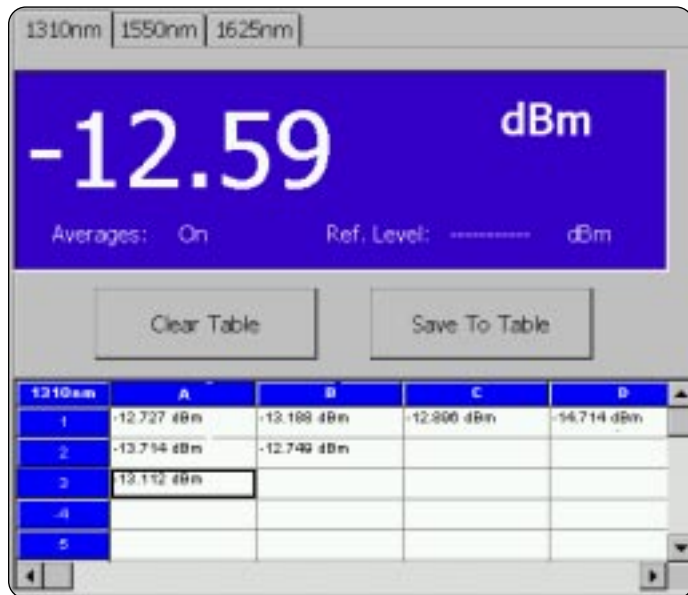 1310nm 1550nm 1625nm
-12.59 dBm
Averages: On Ref. Level: ----------- dBm
Clear Table Save To Table
1310nm A B C D
1 -12.727 dBm -13.188 dBm -12.896 dBm -14.714 dBm
2 -13.714 dBm -12.749 dBm
3 -13.112 dBm
4
5